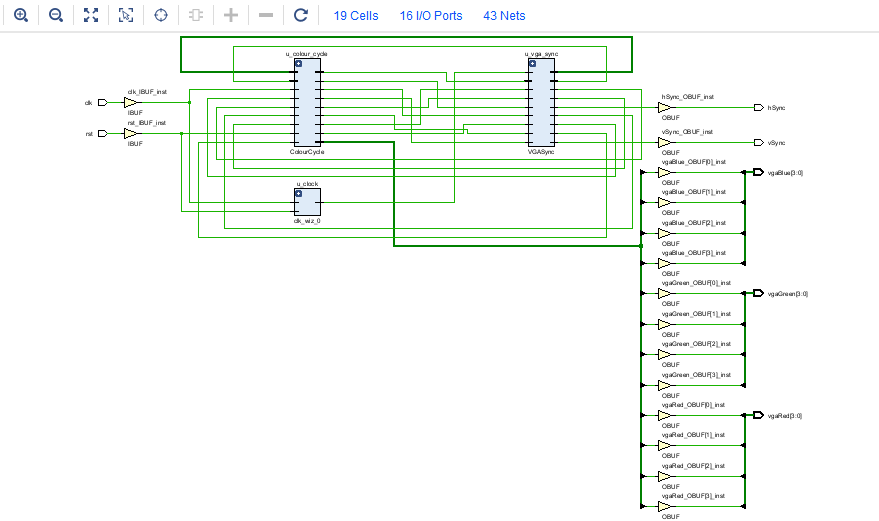 19 Cells 16 I/O Ports 43 Nets
u_colour_cycle
u_vga_sync
clk_IBUF_inst
clk
IBUF
rst_IBUF_inst
rst
IBUF
ColourCycle
VGASync
u_clock
clk_wiz_0
hSync_OBUF_inst
hSync
OBUF
vSync_OBUF_inst
vSync
OBUF
vgaBlue_OBUF[0]_inst
vgaBlue[3:0]
OBUF
vgaBlue_OBUF[1]_inst
OBUF
vgaBlue_OBUF[2]_inst
OBUF
vgaBlue_OBUF[3]_inst
OBUF
vgaGreen_OBUF[0]_inst
vgaGreen[3:0]
OBUF
vgaGreen_OBUF[1]_inst
OBUF
vgaGreen_OBUF[2]_inst
OBUF
vgaGreen_OBUF[3]_inst
OBUF
vgaRed_OBUF[0]_inst
vgaRed[3:0]
OBUF
vgaRed_OBUF[1]_inst
OBUF
vgaRed_OBUF[2]_inst
OBUF
vgaRed_OBUF[3]_inst
OBUF